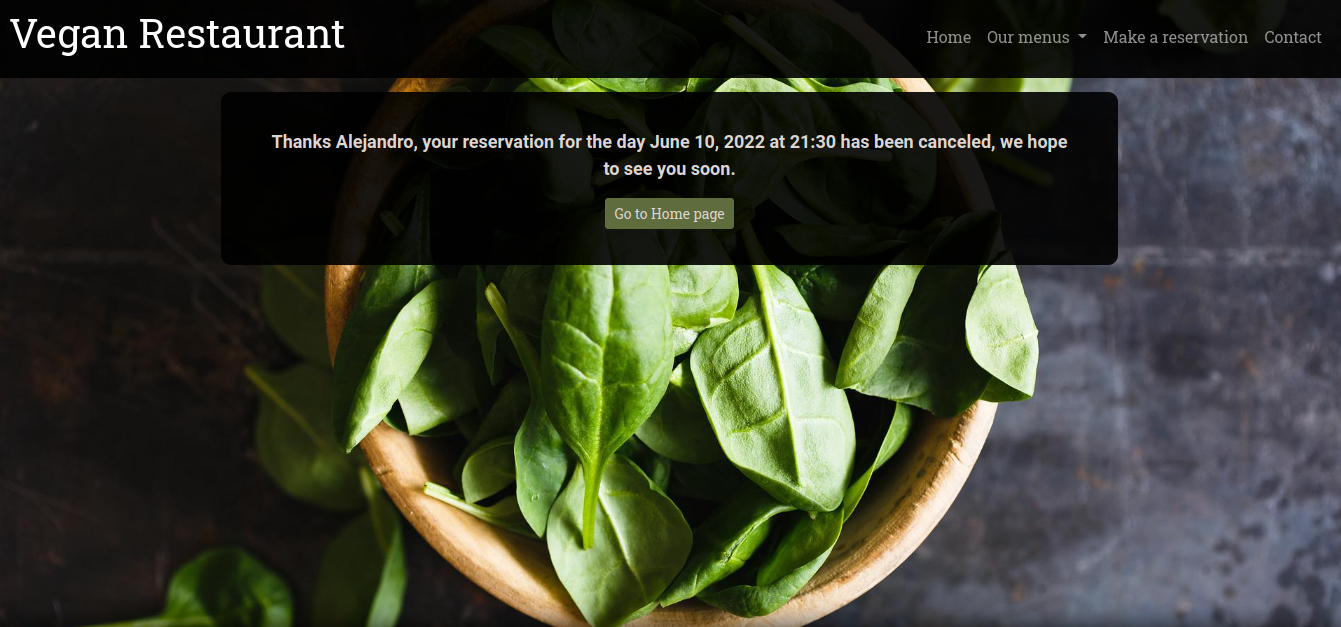 Vegan Restaurant
Home
Our menus
Make a reservation
Contact
Thanks Alejandro, your reservation for the day June 10, 2022 at 21:30 has been canceled, we hope
to see you soon.
Go to Home page